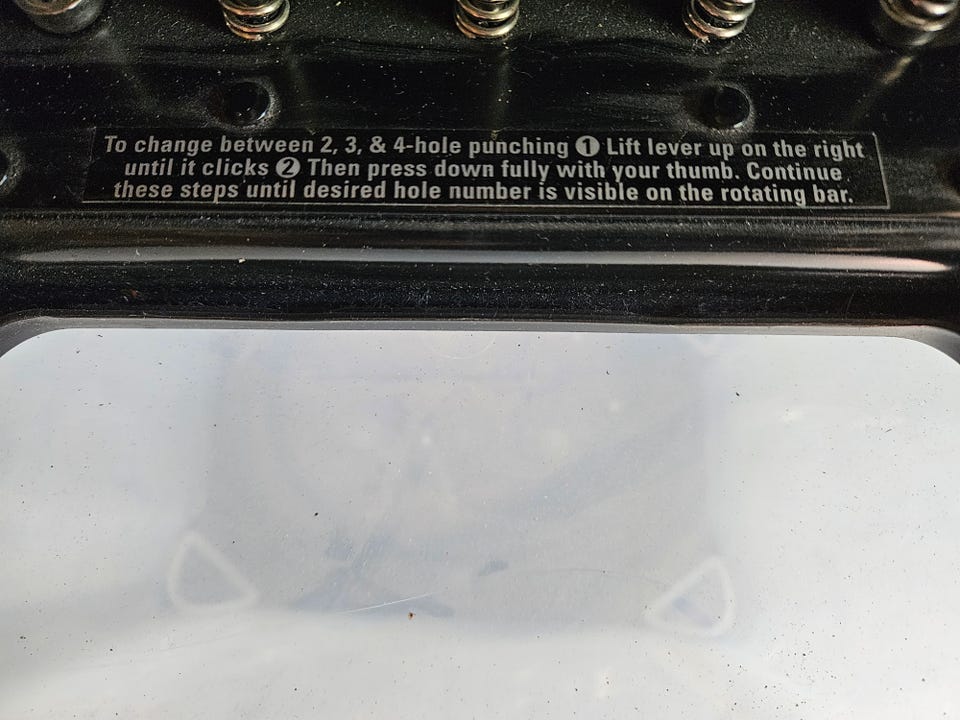 To change between 2, 3, & 4-hole punching ❶ Lift lever up on the right
until it clicks ❷ Then press down fully with your thumb. Continue
these steps until desired hole number is visible on the rotating bar.